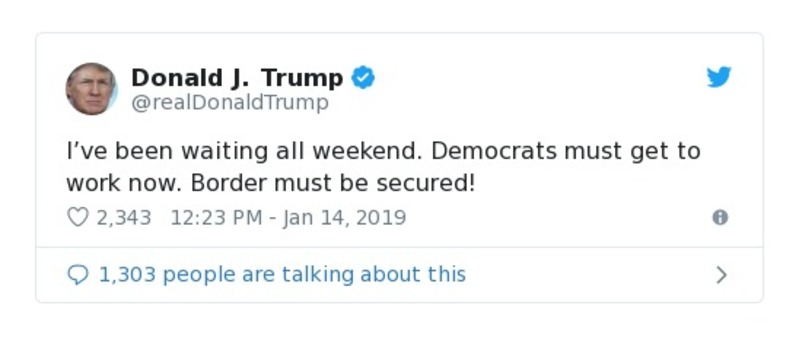 Donald J. Trump
@realDonaldTrump
I’ve been waiting all weekend. Democrats must get to
work now. Border must be secured!
2,343 12:23 PM - Jan 14, 2019
1,303 people are talking about this